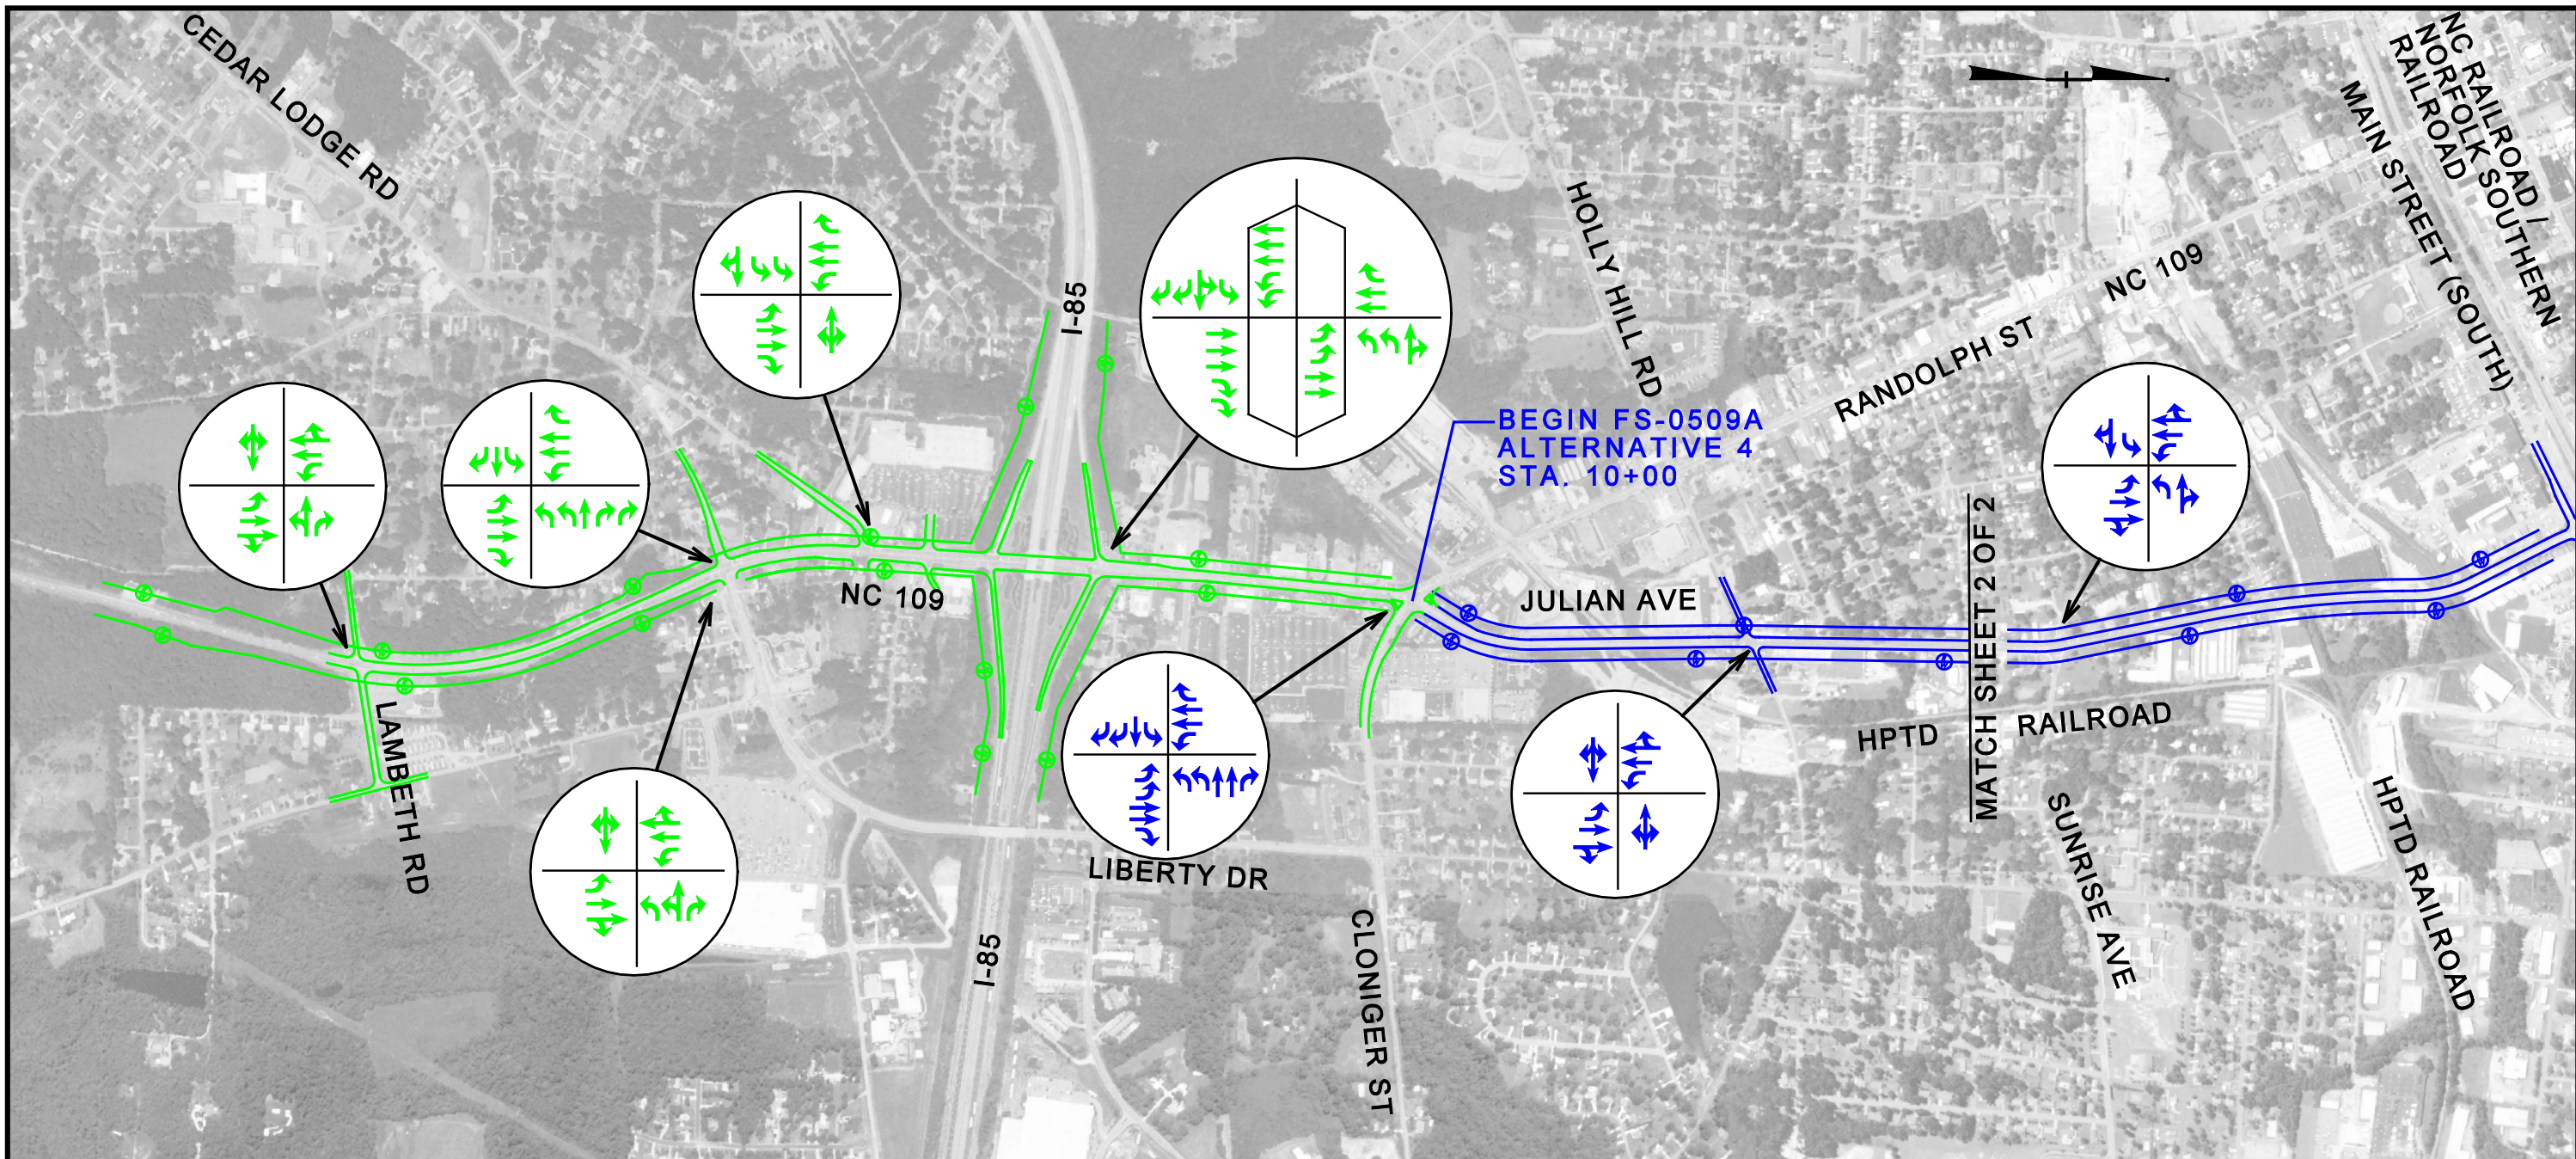 CEDAR LODGE RD
NC RAILROAD /
NORFOLK SOUTHERN
RAILROAD
MAIN STREET (SOUTH)
I-85
HOLLY HILL RD
NC 109
RANDOLPH ST
BEGIN FS-0509A
ALTERNATIVE 4
STA. 10+00
NC 109
JULIAN AVE
MATCH SHEET 2 OF 2
HPTD
RAILROAD
LAMBETH RD
LIBERTY DR
I-85
CLONIGER ST
SUNRISE AVE
HPTD RAILROAD